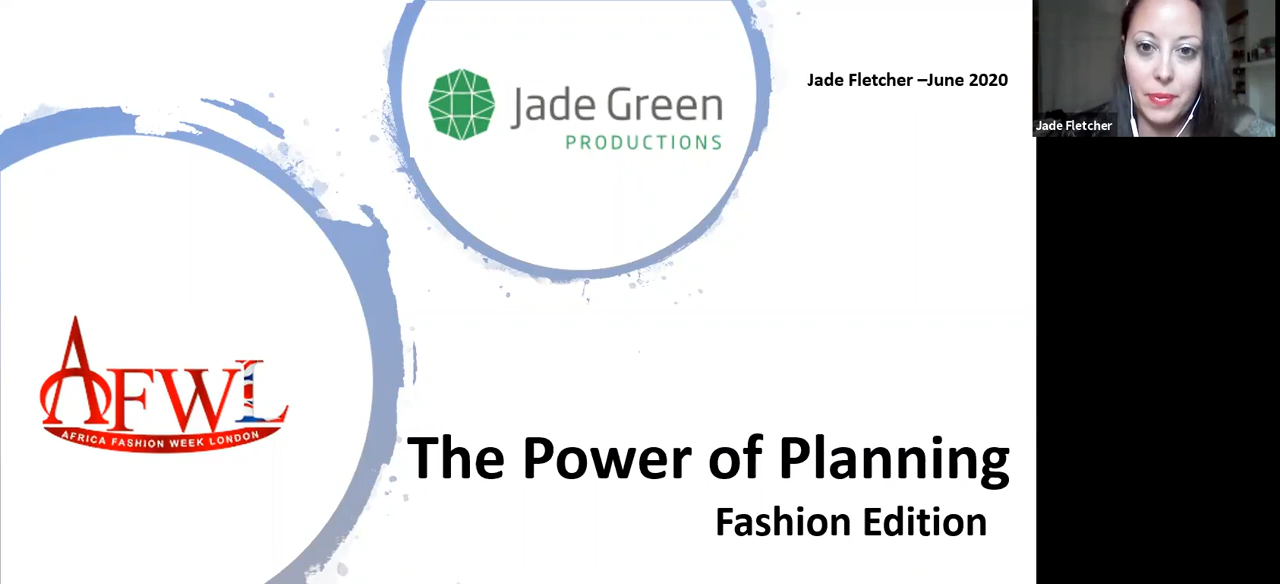 Jade Green
PRODUCTIONS
Jade Fletcher –June 2020
Jade Fletcher
AFWL
AFRICA FASHION WEEK LONDON
The Power of Planning
Fashion Edition